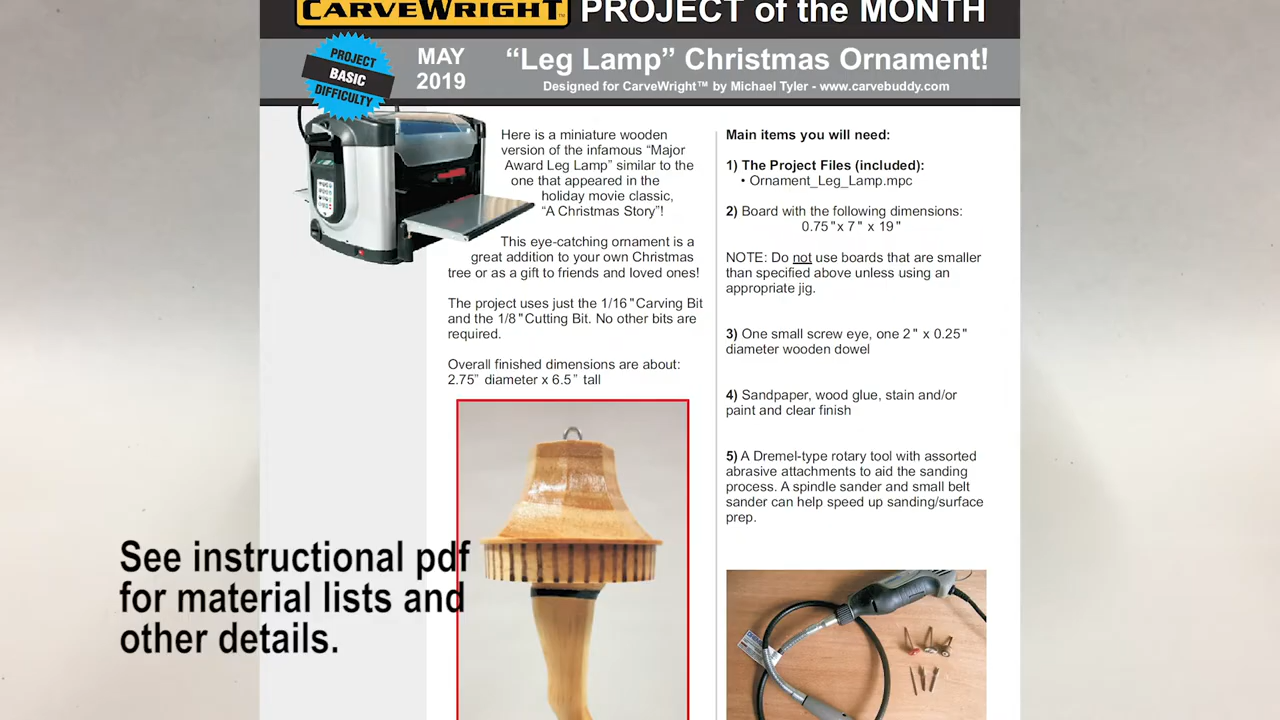 CARVEWRIGHT™ PROJECT of the MONTH
PROJECT
BASIC
DIFFICULTY
MAY
2019
“Leg Lamp” Christmas Ornament!
Designed for CarveWright™ by Michael Tyler - www.carvebuddy.com
Here is a miniature wooden
version of the infamous “Major
Award Leg Lamp” similar to the
one that appeared in the
holiday movie classic,
“A Christmas Story”!
This eye-catching ornament is a
great addition to your own Christmas
tree or as a gift to friends and loved ones!
The project uses just the 1/16" Carving Bit
and the 1/8" Cutting Bit. No other bits are
required.
Overall finished dimensions are about:
2.75” diameter x 6.5” tall
Main items you will need:
1) The Project Files (included):
• Ornament_Leg_Lamp.mpc
2) Board with the following dimensions:
0.75"x 7" x 19"
NOTE: Do not use boards that are smaller
than specified above unless using an
appropriate jig.
3) One small screw eye, one 2" x 0.25"
diameter wooden dowel
4) Sandpaper, wood glue, stain and/or
paint and clear finish
5) A Dremel-type rotary tool with assorted
abrasive attachments to aid the sanding
process. A spindle sander and small belt
sander can help speed up sanding/surface
prep.
See instructional pdf
for material lists and
other details.